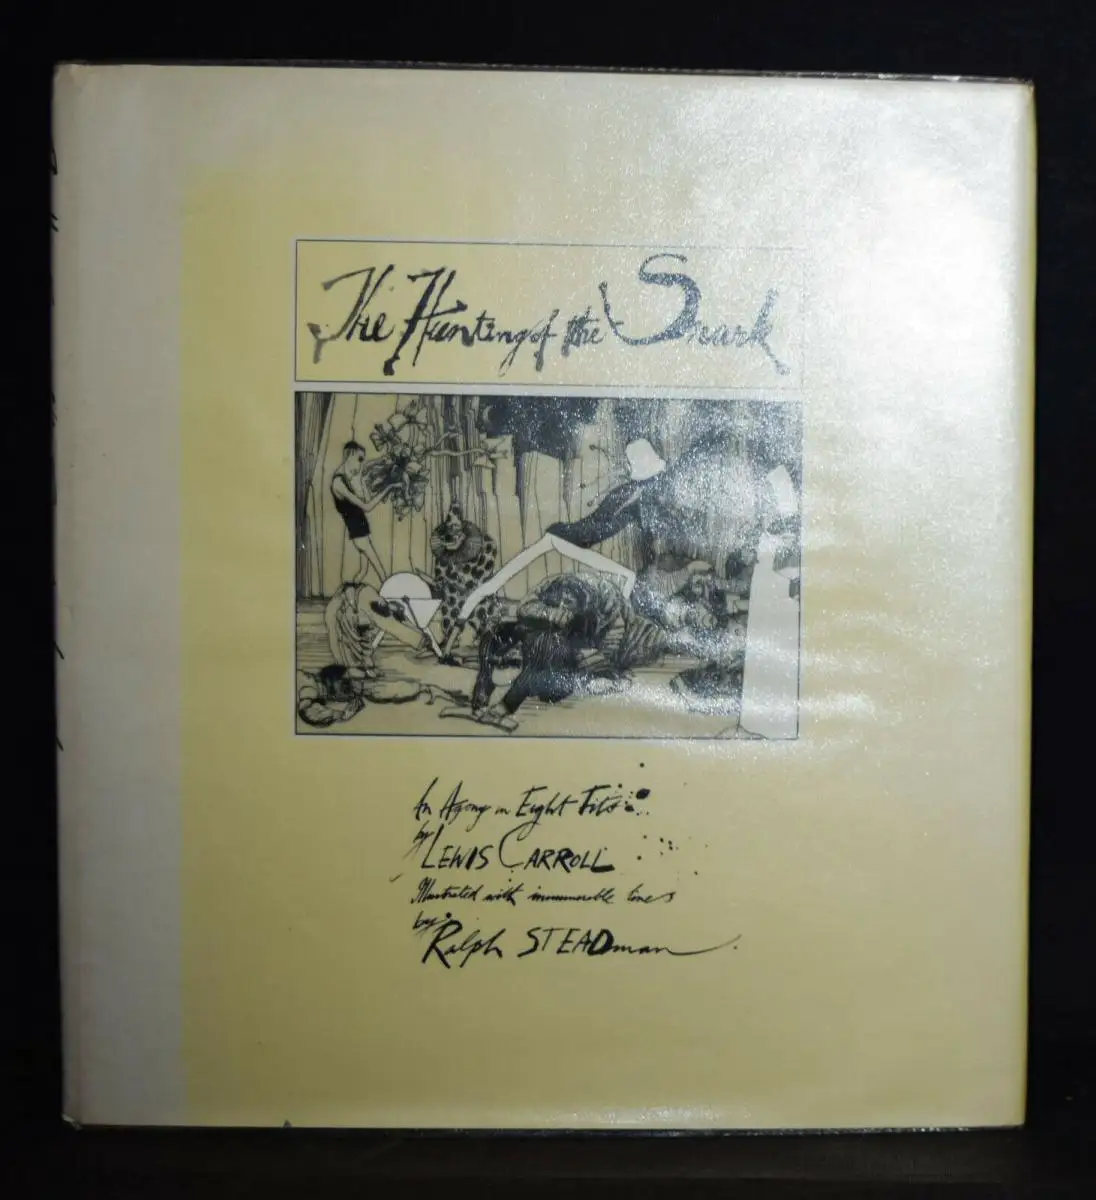 The Hunting of the Snark
An Agony in Eight Fits
by
LEWIS CARROLL
Illustrated with innumerable lines
by
Ralph STEADman